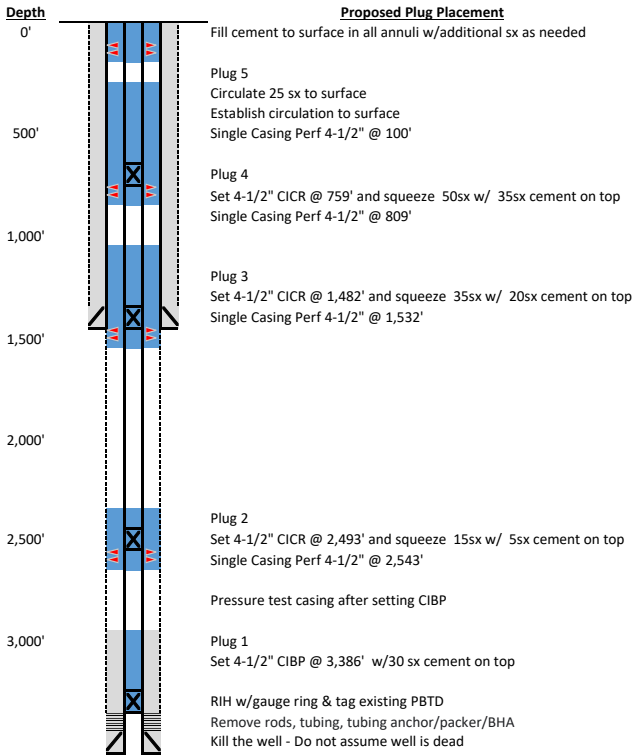 Depth
Proposed Plug Placement
0'
Fill cement to surface in all annuli w/additional sx as needed
Plug 5
Circulate 25 sx to surface
Establish circulation to surface
500'
Single Casing Perf 4-1/2" @ 100'
Plug 4
Set 4-1/2" CICR @ 759' and squeeze 50sx w/ 35sx cement on top
Single Casing Perf 4-1/2" @ 809'
1,000'
Plug 3
Set 4-1/2" CICR @ 1,482' and squeeze 35sx w/ 20sx cement on top
Single Casing Perf 4-1/2" @ 1,532'
1,500'
2,000'
Plug 2
2,500'
Set 4-1/2" CICR @ 2,493' and squeeze 15sx w/ 5sx cement on top
Single Casing Perf 4-1/2" @ 2,543'
Pressure test casing after setting CIBP
3,000'
Plug 1
Set 4-1/2" CIBP @ 3,386' w/30 sx cement on top
RIH w/gauge ring & tag existing PBTD
Remove rods, tubing, tubing anchor/packer/BHA
Kill the well - Do not assume well is dead